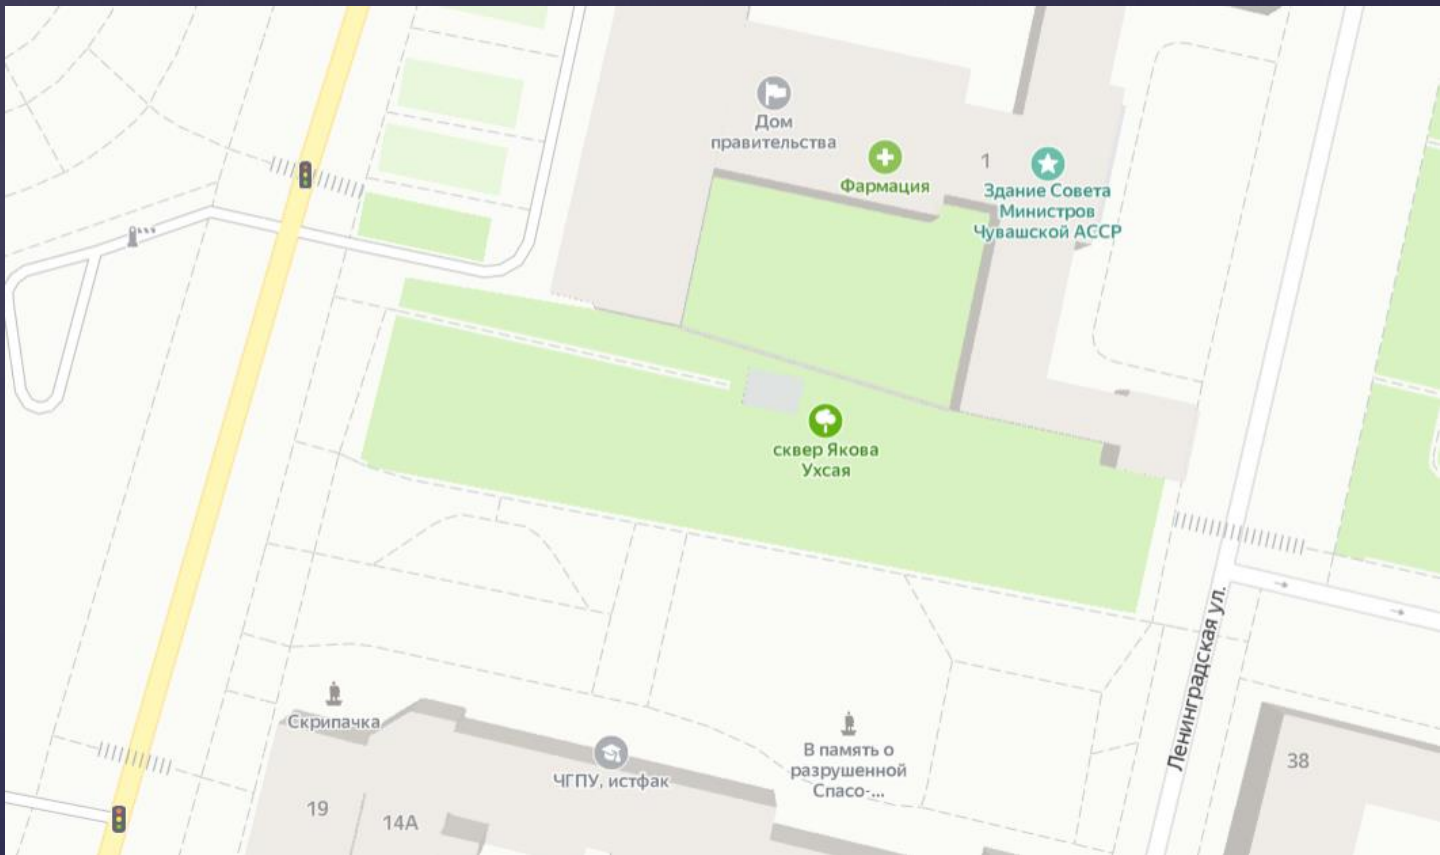 Дом
правительства
Фармация
1
Здание Совета
Министров
Чувашской АССР
сквер Якова
Ухсая
Ленинградская ул.
Скрипачка
В память о
разрушенной
Спасо-...
ЧГПУ, истфак
38
19
14А